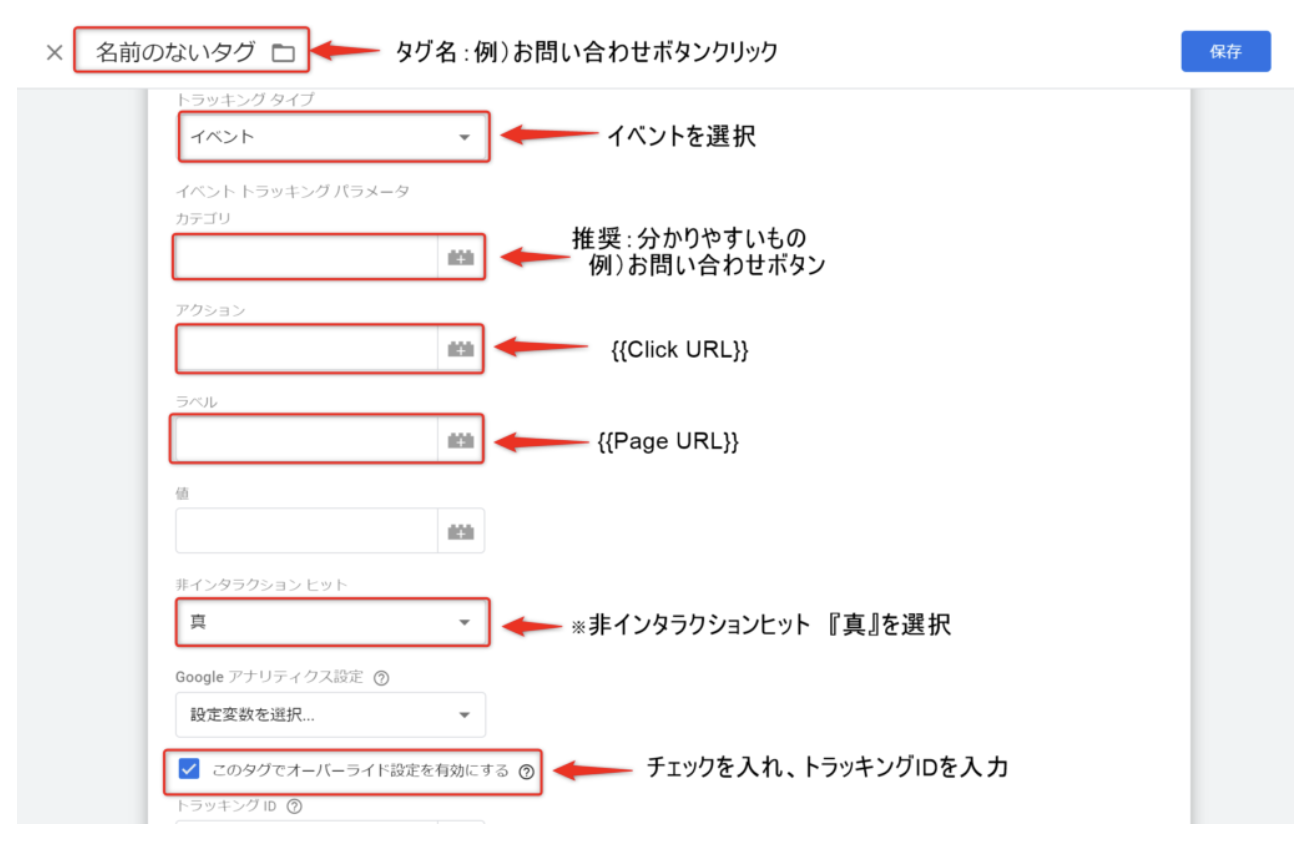 × 名前のないタグ タグ名：例）お問い合わせボタンクリック 保存
トラッキング タイプ
イベント イベントを選択
イベント トラッキング パラメータ
カテゴリ
推奨：分かりやすいもの
例）お問い合わせボタン
アクション
{{Click URL}}
ラベル
{{Page URL}}
値
非インタラクション ヒット
真 ※非インタラクションヒット 『真』を選択
Google アナリティクス設定 ?
設定変数を選択...
このタグでオーバーライド設定を有効にする ? チェックを入れ、トラッキングIDを入力
トラッキング ID ?